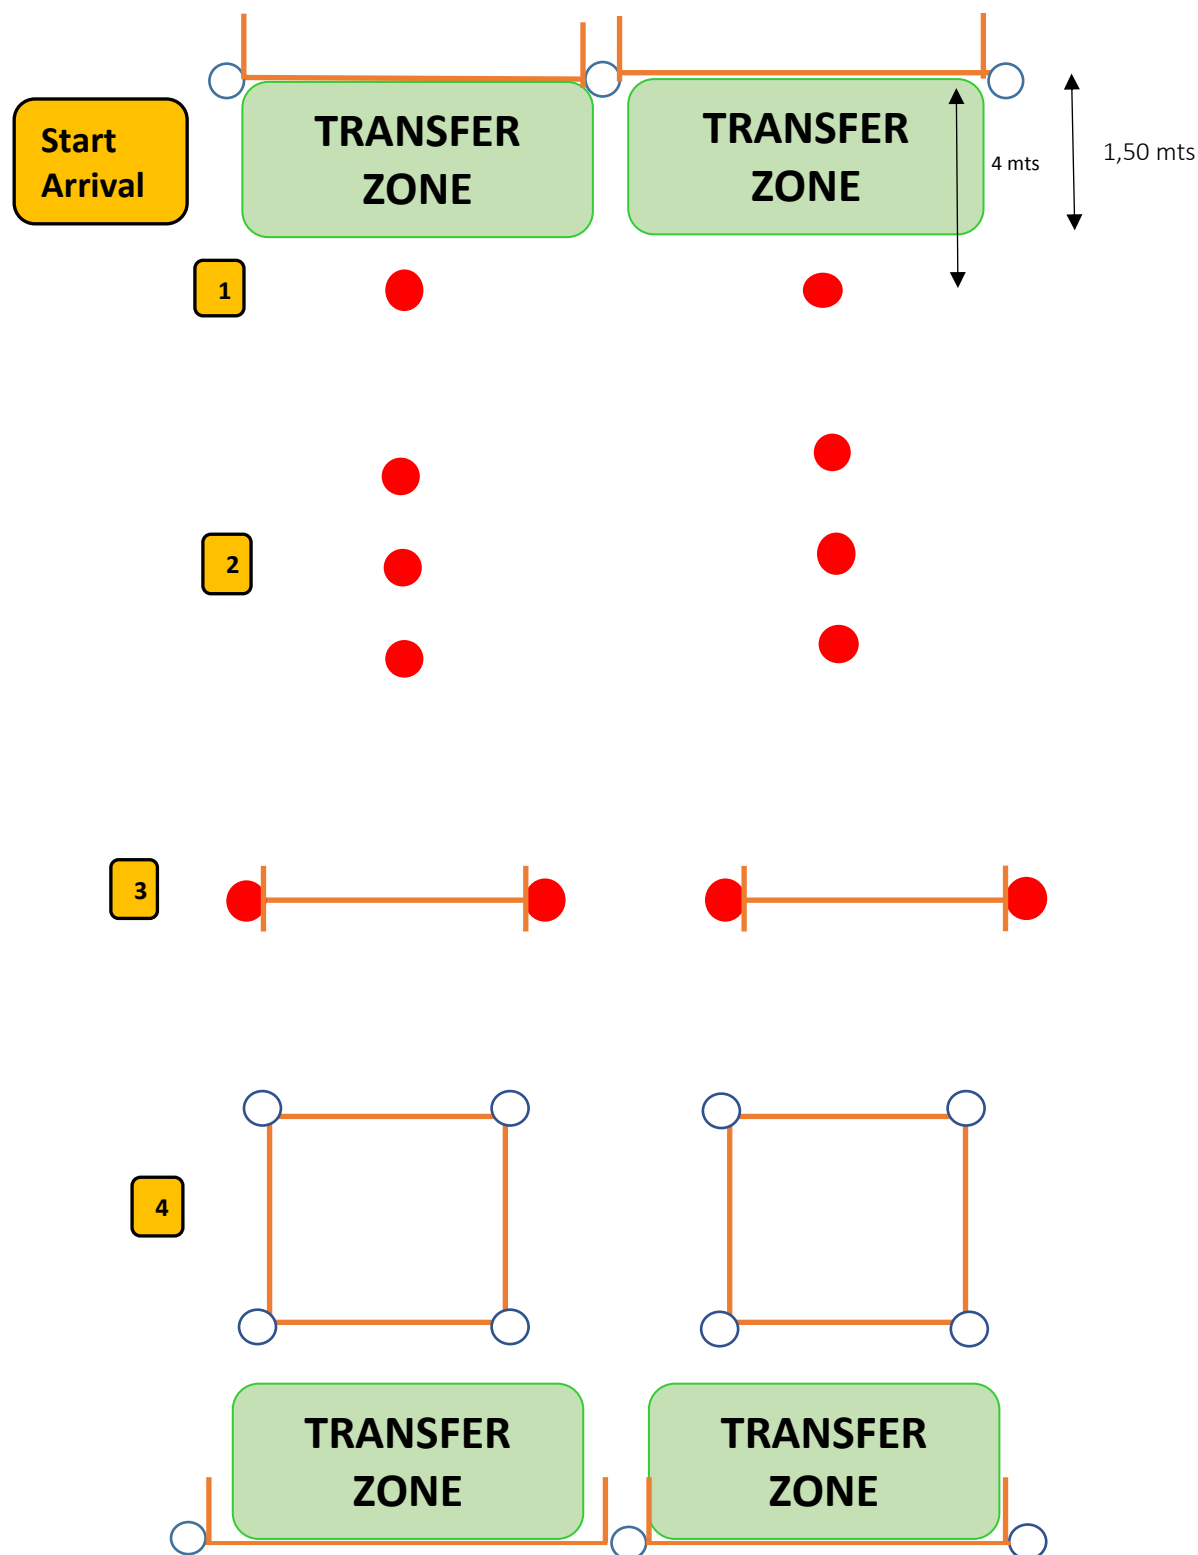 Start
Arrival
TRANSFER
ZONE
TRANSFER
ZONE
4 mts
1,50 mts
1
2
3
4
TRANSFER
ZONE
TRANSFER
ZONE